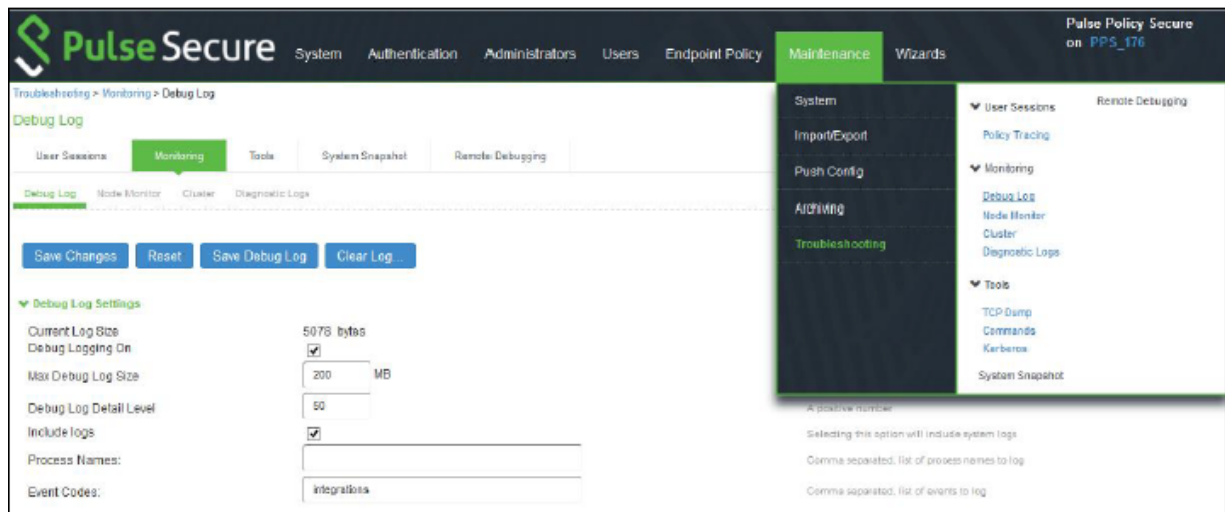 Pulse Secure
System Authentication Administrators Users Endpoint Policy Maintenance Wizards
Pulse Policy Secure
on PPS_176
Troubleshooting > Monitoring > Debug Log
Debug Log
User Sessions Monitoring Tools System Snapshot Remote Debugging
Debug Log Node Monitor Cluster Diagnostic Logs
Save Changes Reset Save Debug Log Clear Log...
Debug Log Settings
Current Log Size 5078 bytes
Debug Logging On
Max Debug Log Size 200 MB
Debug Log Detail Level 50 A positive number
Include logs Selecting this option will include system logs
Process Names: Comma separated, list of process names to log
Event Codes: integrations Comma separated, list of events to log
System
Import/Export
Push Config
Archiving
Troubleshooting
User Sessions
Policy Tracing
Monitoring
Debug Log
Node Monitor
Cluster
Diagnostic Logs
Tools
TCP Dump
Commands
Kerberos
System Snapshot
Remote Debugging